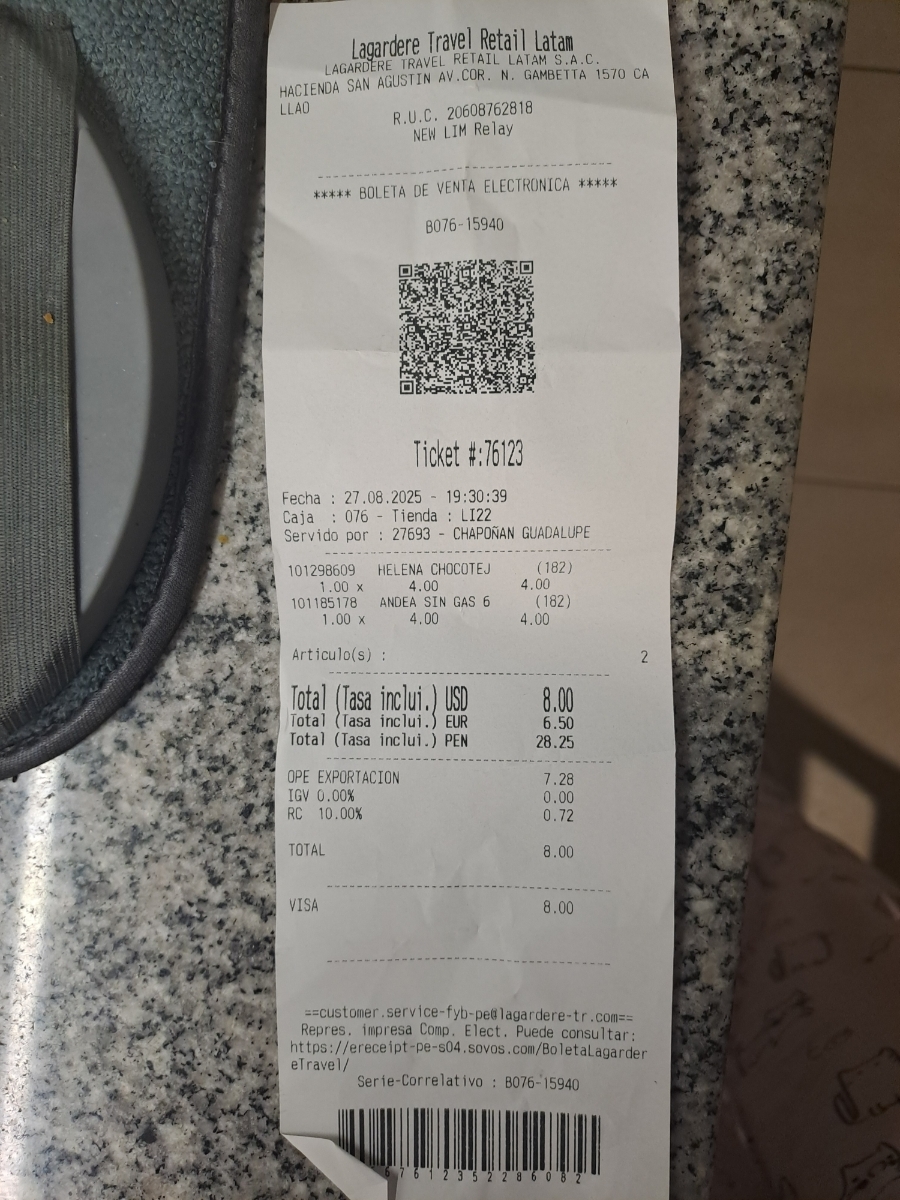 Lagardere Travel Retail Latam
LAGARDERE TRAVEL RETAIL LATAM S.A.C.
HACIENDA SAN AGUSTIN AV.COR. N. GAMBETTA 1570 CA
LLAO
R.U.C. 20608762818
NEW LIM Relay
***** BOLETA DE VENTA ELECTRONICA *****
B076-15940
Ticket #:76123
Fecha : 27.08.2025 - 19:30:39
Caja : 076 - Tienda : LI22
Servido por : 27693 - CHAPOÑAN GUADALUPE
101298609 HELENA CHOCOTEJ (182)
1.00 x 4.00 4.00
101185178 ANDEA SIN GAS 6 (182)
1.00 x 4.00 4.00
Articulo(s) : 2
Total (Tasa inclui.) USD 8.00
Total (Tasa inclui.) EUR 6.50
Total (Tasa inclui.) PEN 28.25
OPE EXPORTACION 7.28
IGV 0.00% 0.00
RC 10.00% 0.72
TOTAL 8.00
VISA 8.00
==customer.service-fyb-pe@lagardere-tr.com==
Repres. impresa Comp. Elect. Puede consultar:
https://ereceipt-pe-s04.sovos.com/BoletaLagarder
eTravel/
Serie-Correlativo : B076-15940